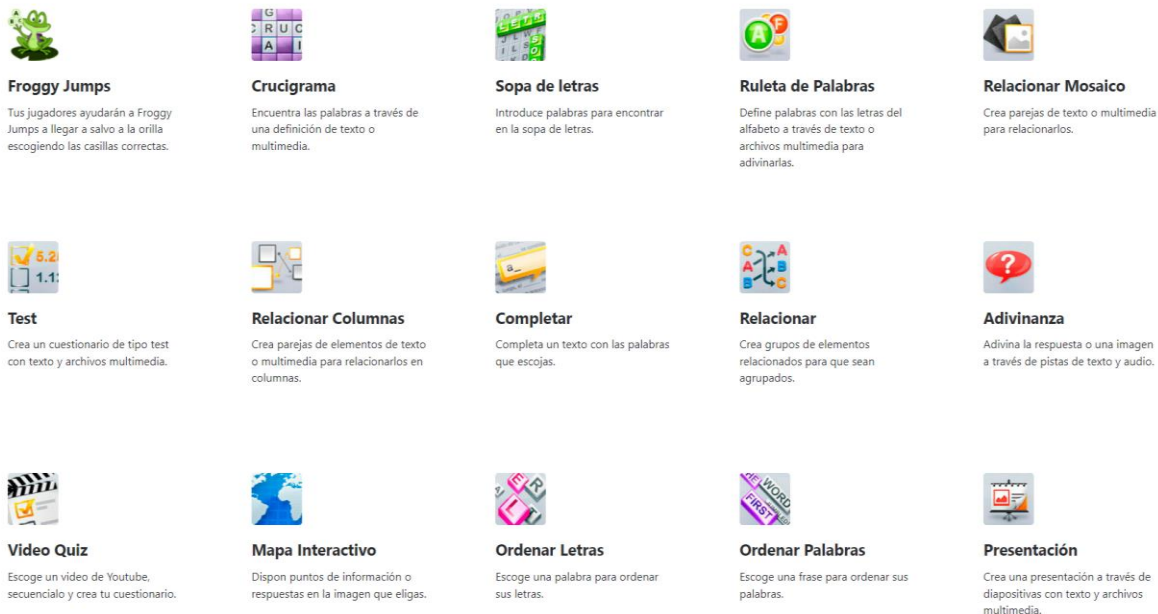 Froggy Jumps
Tus jugadores ayudarán a Froggy
Jumps a llegar a salvo a la orilla
escogiendo las casillas correctas.
Crucigrama
Encuentra las palabras a través de
una definición de texto o
multimedia.
Sopa de letras
Introduce palabras para encontrar
en la sopa de letras.
Ruleta de Palabras
Define palabras con las letras del
alfabeto a través de texto o
archivos multimedia para
adivinarlas.
Relacionar Mosaico
Crea parejas de texto o multimedia
para relacionarlos.
Test
Crea un cuestionario de tipo test
con texto y archivos multimedia.
Relacionar Columnas
Crea parejas de elementos de texto
o multimedia para relacionarlos en
columnas.
Completar
Completa un texto con las palabras
que escojas.
Relacionar
Crea grupos de elementos
relacionados para que sean
agrupados.
Adivinanza
Adivina la respuesta o una imagen
a través de pistas de texto y audio.
Video Quiz
Escoge un video de Youtube,
secuencialo y crea tu cuestionario.
Mapa Interactivo
Dispon puntos de información o
respuestas en la imagen que eligas.
Ordenar Letras
Escoge una palabra para ordenar
sus letras.
Ordenar Palabras
Escoge una frase para ordenar sus
palabras.
Presentación
Crea una presentación a través de
diapositivas con texto y archivos
multimedia.